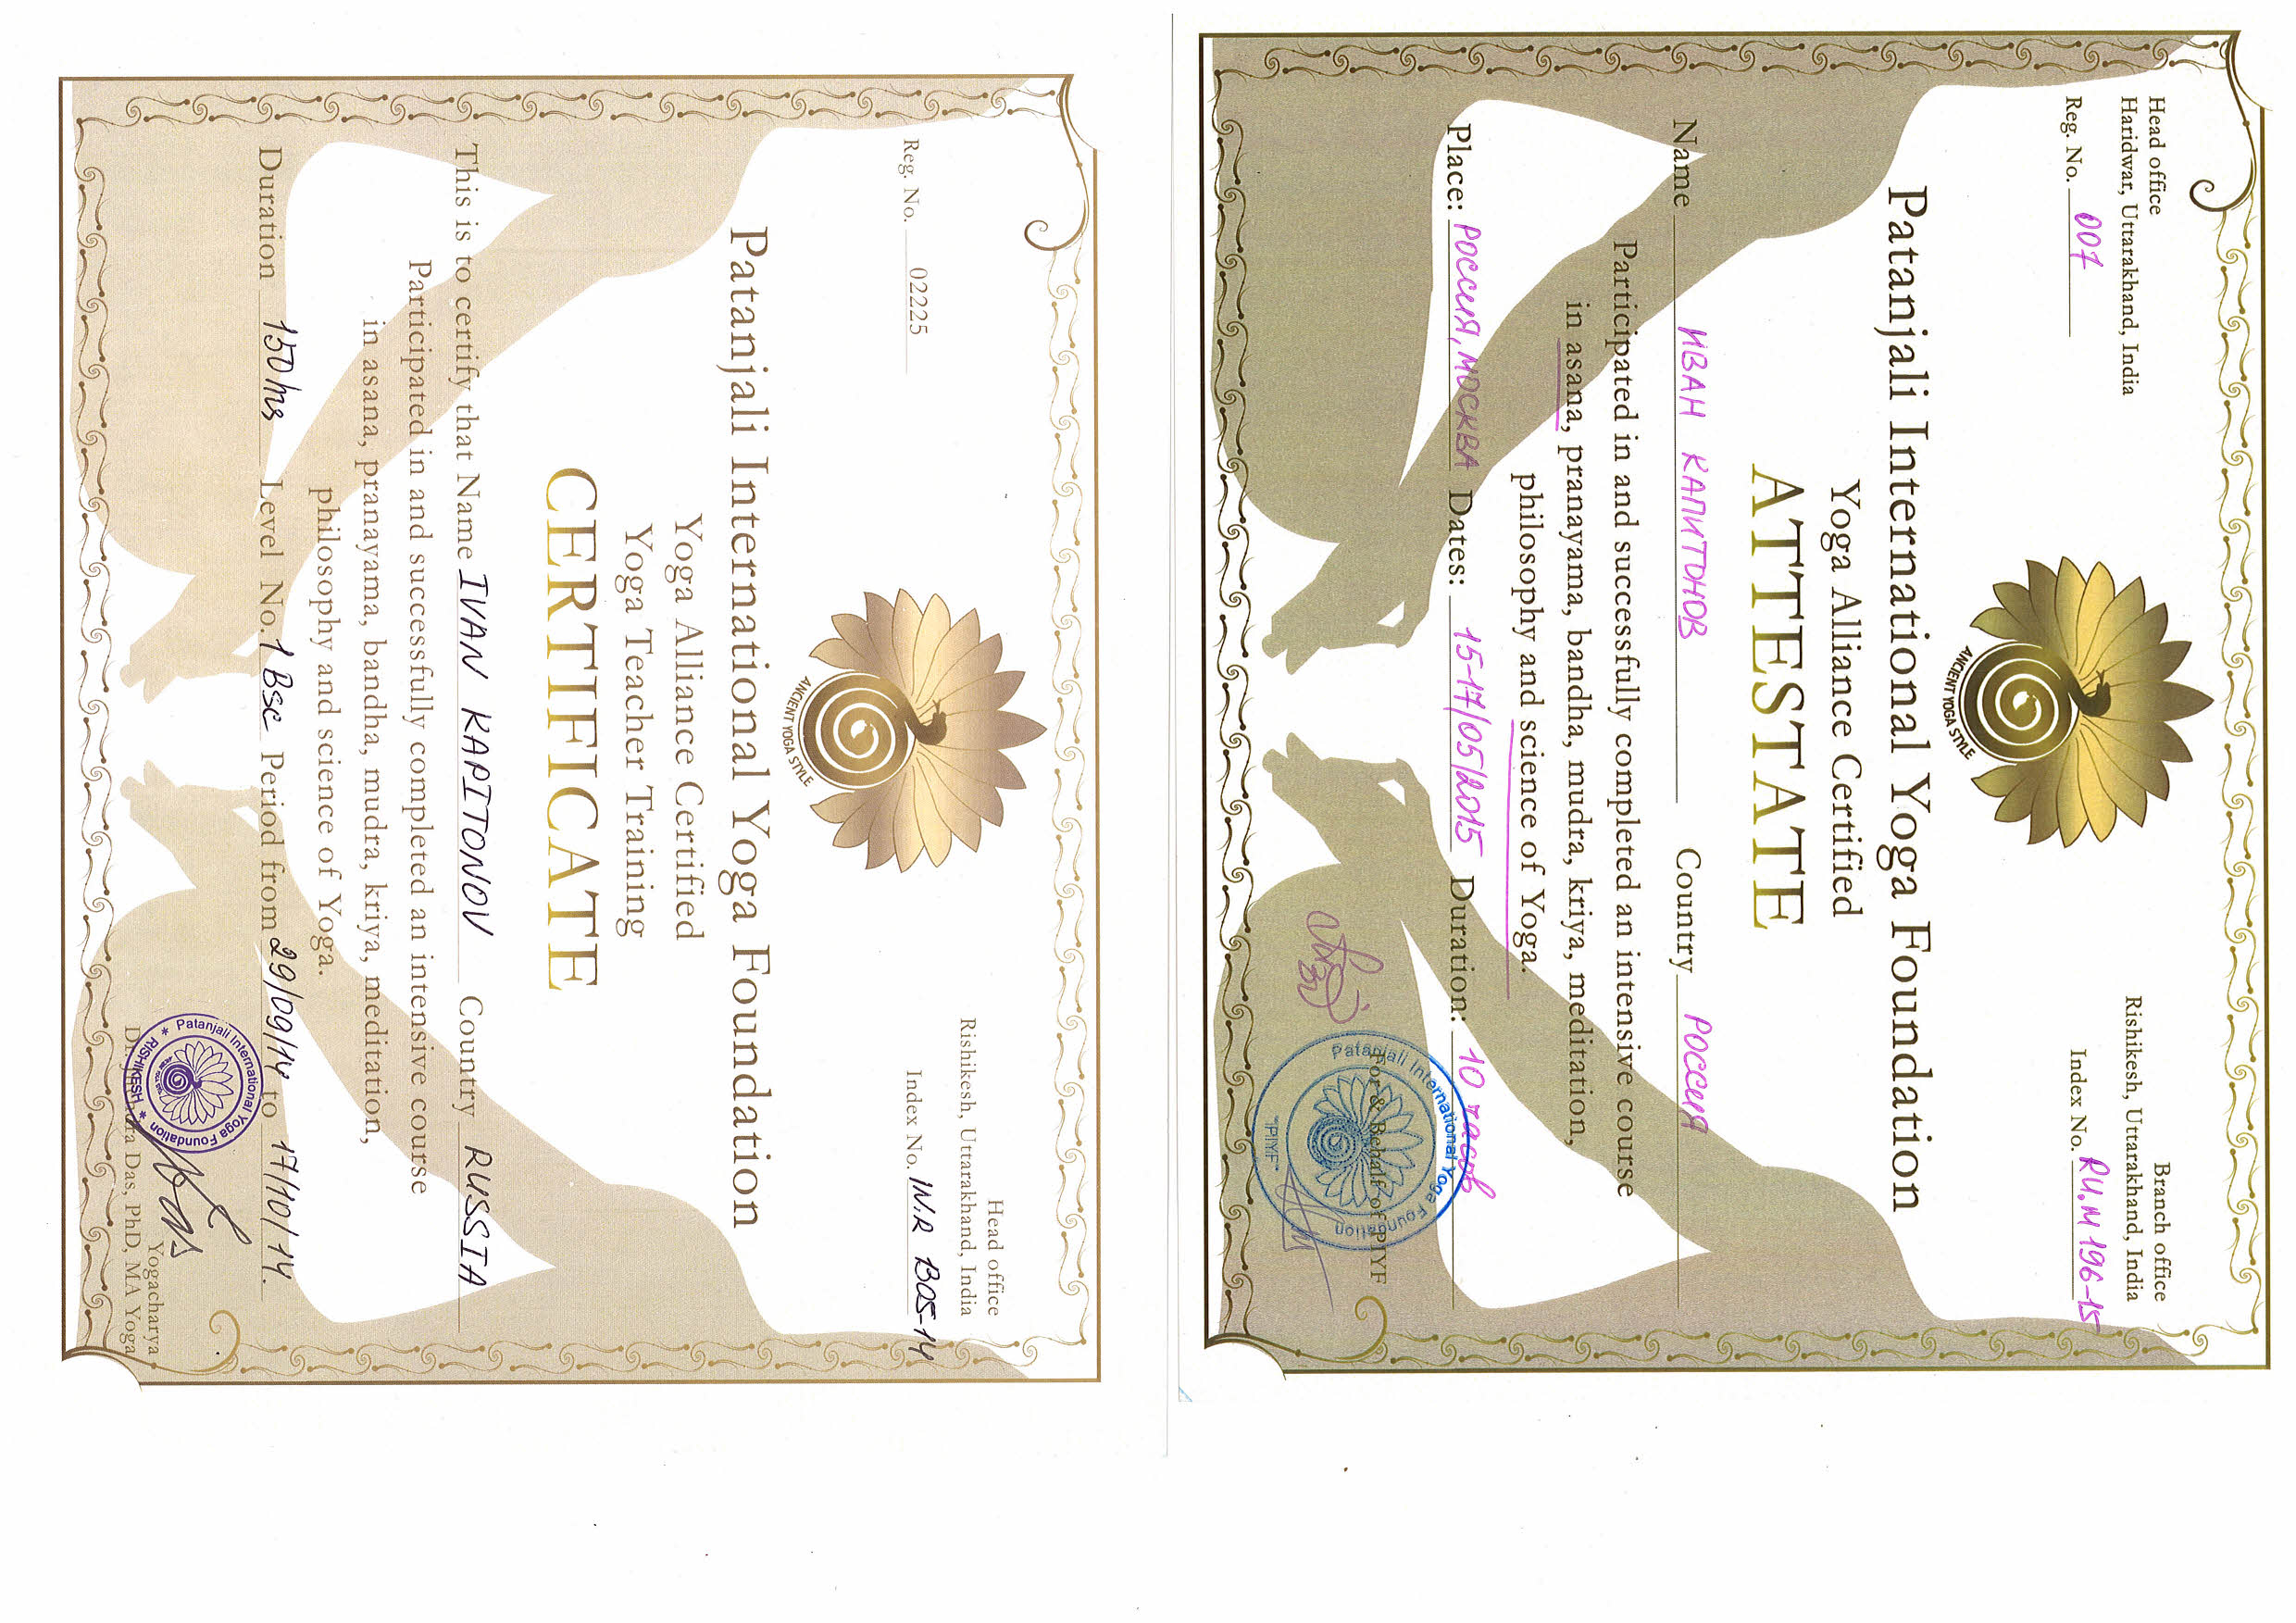 Head office
Haridwar, Uttarakhand, India
Reg. No. 007
Branch office
Rishikesh, Uttarakhand, India
Index No. RU.M 196-15
ANCIENT YOGA STYLE
Patanjali International Yoga Foundation
Yoga Alliance Certified
ATTESTATE
Name ИВАН КАПИТОНОВ Country РОССИЯ
Participated in and successfully completed an intensive course
in asana, pranayama, bandha, mudra, kriya, meditation,
philosophy and science of Yoga.
Place: РОССИЯ, МОСКВА Dates: 15-17/05/2015 Duration: 10 часов
Patanjali International Yoga Foundation
For & Behalf of PIYF
"PIYF"
Head office
Rishikesh, Uttarakhand, India
Reg. No. 02225
Index No. IN.R B05-14
ANCIENT YOGA STYLE
Patanjali International Yoga Foundation
Yoga Alliance Certified
Yoga Teacher Training
CERTIFICATE
This is to certify that Name IVAN KAPITONOV Country RUSSIA
Participated in and successfully completed an intensive course
in asana, pranayama, bandha, mudra, kriya, meditation,
philosophy and science of Yoga.
Duration 150 hrs Level No. 1 Bsc Period from 29/09/14 to 17/10/14.
Patanjali International Yoga Foundation
RISHIKESH
Yogacharya
Dr. Jitendra Das, PhD, MA Yoga